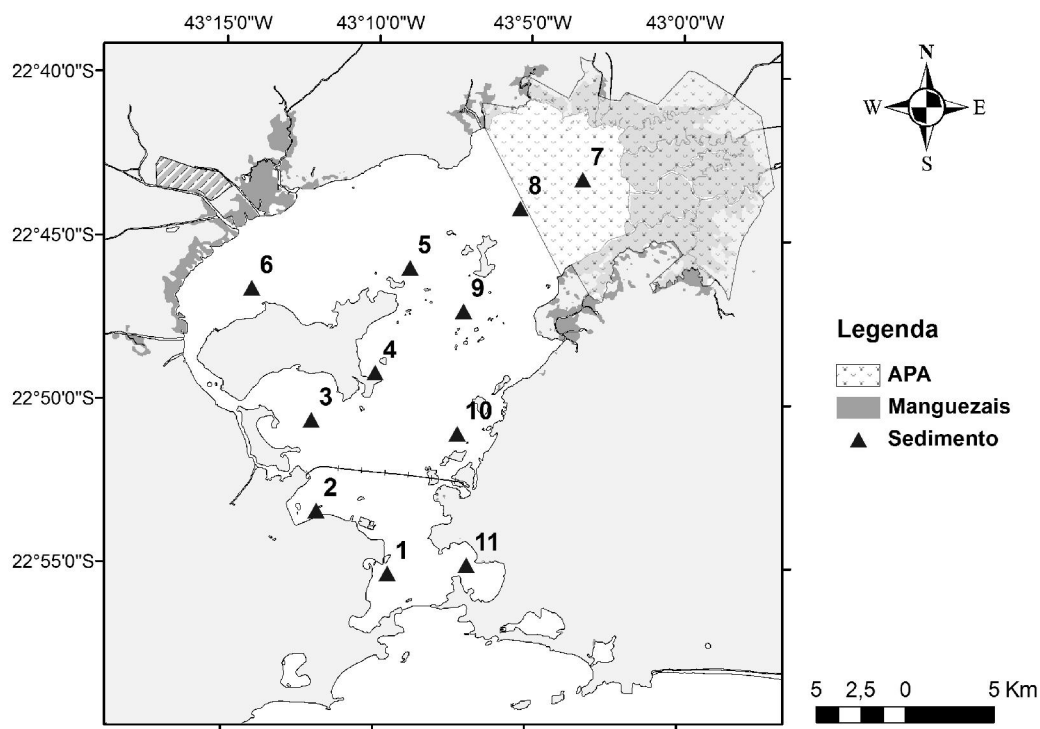 43°15'0"W 43°10'0"W 43°5'0"W 43°0'0"W
22°40'0"S
22°45'0"S
22°50'0"S
22°55'0"S
N
W E
S
7
8
5
6
9
4
3
10
2
1
11
Legenda
APA
Manguezais
Sedimento
5 2,5 0 5 Km